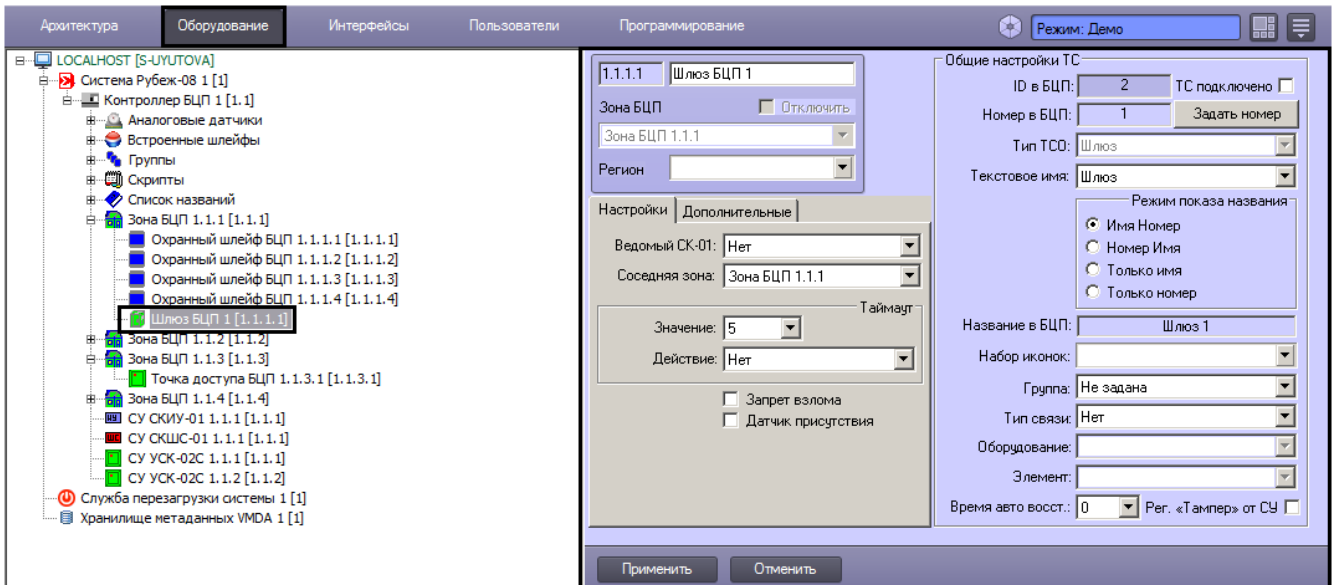 Архитектура Оборудование Интерфейсы Пользователи Программирование Режим: Демо
LOCALHOST [S-UYUTOVA]
Система Рубеж-08 1 [1]
Контроллер БЦП 1 [1.1]
Аналоговые датчики
Встроенные шлейфы
Группы
Скрипты
Список названий
Зона БЦП 1.1.1 [1.1.1]
Охранный шлейф БЦП 1.1.1.1 [1.1.1.1]
Охранный шлейф БЦП 1.1.1.2 [1.1.1.2]
Охранный шлейф БЦП 1.1.1.3 [1.1.1.3]
Охранный шлейф БЦП 1.1.1.4 [1.1.1.4]
Шлюз БЦП 1 [1.1.1.1]
Зона БЦП 1.1.2 [1.1.2]
Зона БЦП 1.1.3 [1.1.3]
Точка доступа БЦП 1.1.3.1 [1.1.3.1]
Зона БЦП 1.1.4 [1.1.4]
СУ СКИУ-01 1.1.1 [1.1.1]
СУ СКШС-01 1.1.1 [1.1.1]
СУ УСК-02С 1.1.1 [1.1.1]
СУ УСК-02С 1.1.2 [1.1.2]
Служба перезагрузки системы 1 [1]
Хранилище метаданных VMDA 1 [1]
1.1.1.1 Шлюз БЦП 1
Зона БЦП Отключить
Зона БЦП 1.1.1
Регион
Настройки Дополнительные
Ведомый СК-01: Нет
Соседняя зона: Зона БЦП 1.1.1
Таймаут
Значение: 5
Действие: Нет
Запрет взлома
Датчик присутствия
Общие настройки ТС
ID в БЦП: 2 ТС подключено
Номер в БЦП: 1 Задать номер
Тип ТСО: Шлюз
Текстовое имя: Шлюз
Режим показа названия
Имя Номер
Номер Имя
Только имя
Только номер
Название в БЦП: Шлюз 1
Набор иконок:
Группа: Не задана
Тип связи: Нет
Оборудование:
Элемент:
Время авто восст.: 0 Рег. «Тампер» от СУ
Применить Отменить